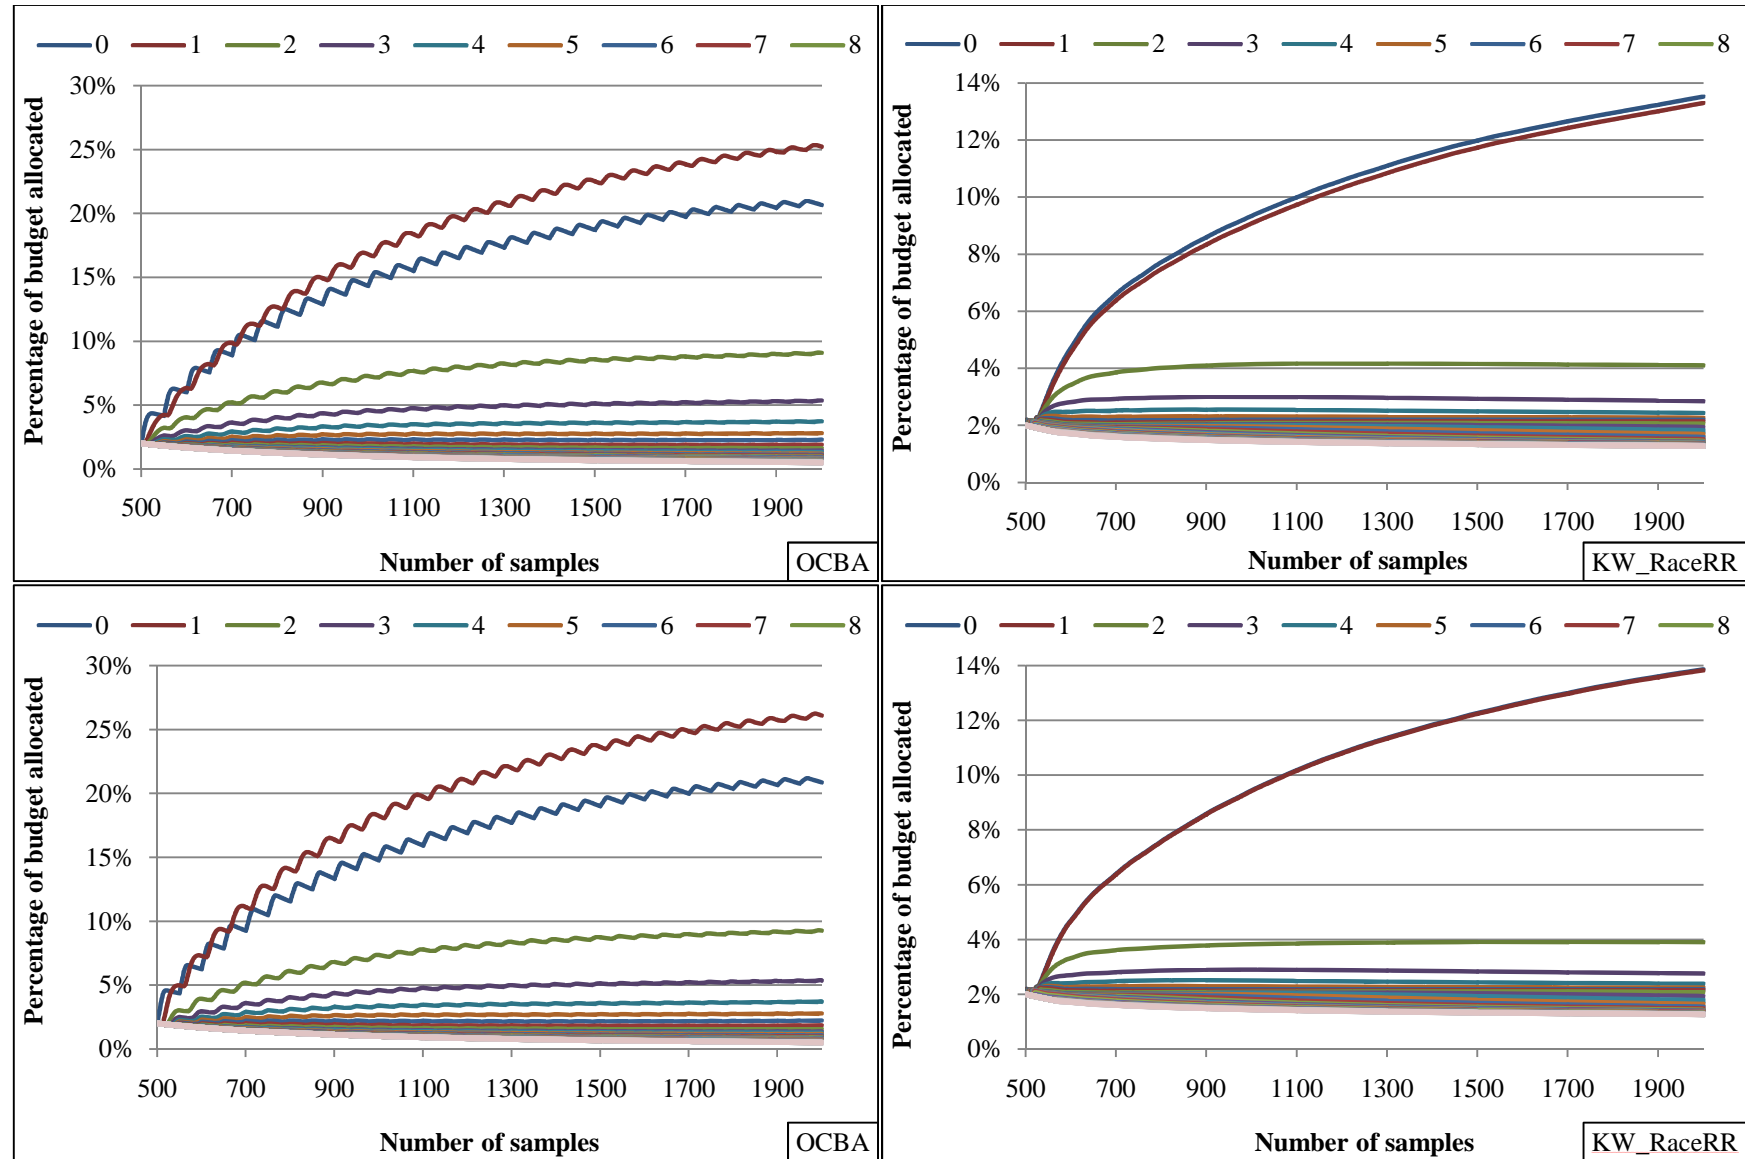 0 1 2 3 4 5 6 7 8
Percentage of budget allocated
30%
25%
20%
15%
10%
5%
0%
500 700 900 1100 1300 1500 1700 1900
Number of samples
OCBA
0 1 2 3 4 5 6 7 8
Percentage of budget allocated
14%
12%
10%
8%
6%
4%
2%
0%
500 700 900 1100 1300 1500 1700 1900
Number of samples
KW_RaceRR
0 1 2 3 4 5 6 7 8
Percentage of budget allocated
30%
25%
20%
15%
10%
5%
0%
500 700 900 1100 1300 1500 1700 1900
Number of samples
OCBA
0 1 2 3 4 5 6 7 8
Percentage of budget allocated
14%
12%
10%
8%
6%
4%
2%
0%
500 700 900 1100 1300 1500 1700 1900
Number of samples
KW_RaceRR